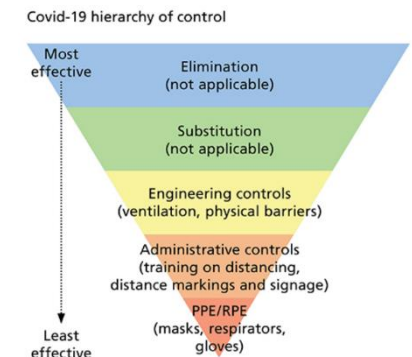 Covid-19 hierarchy of control
Most
effective
Elimination
(not applicable)
Substitution
(not applicable)
Engineering controls
(ventilation, physical barriers)
Administrative controls
(training on distancing,
distance markings and signage)
PPE/RPE
(masks, respirators,
gloves)
Least
effective